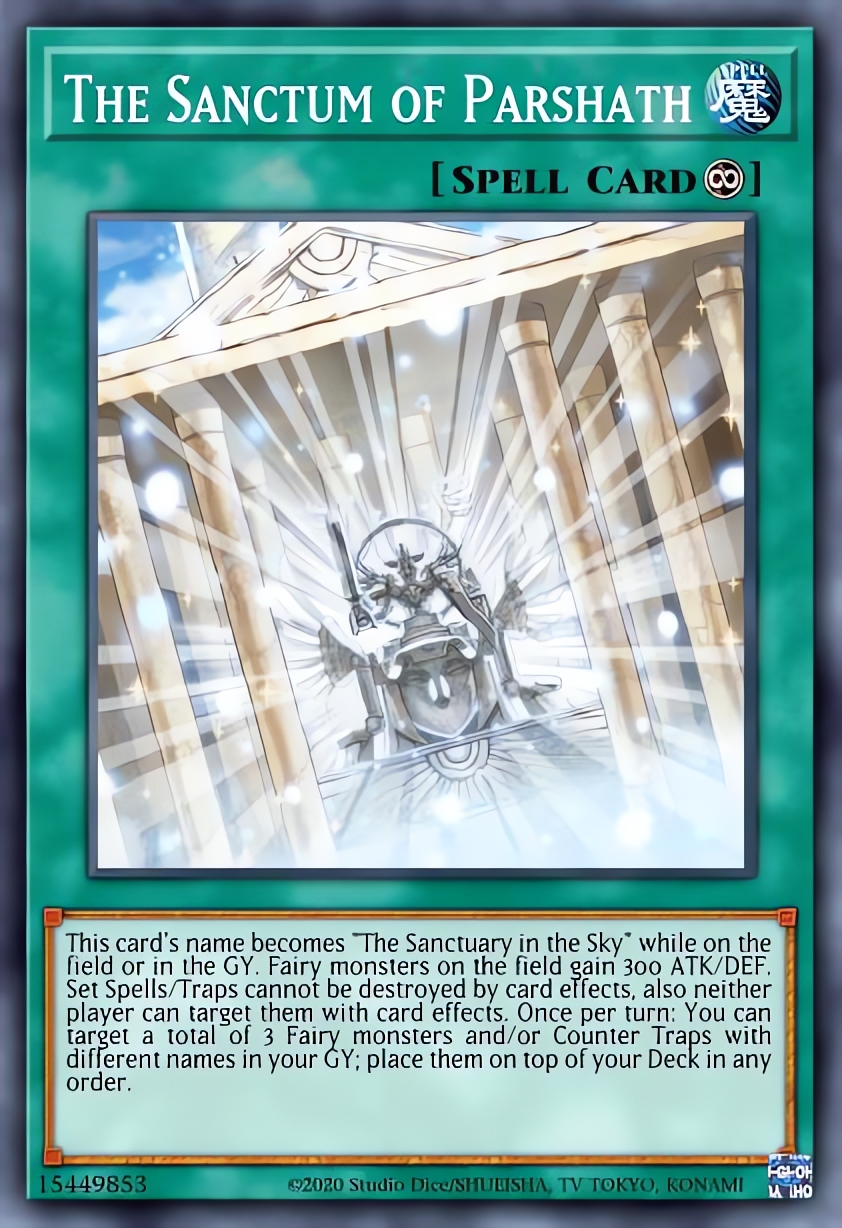 THE SANCTUM OF PARSHATH
魔
[SPELL CARD]
This card's name becomes "The Sanctuary in the Sky" while on the
field or in the GY. Fairy monsters on the field gain 300 ATK/DEF.
Set Spells/Traps cannot be destroyed by card effects, also neither
player can target them with card effects. Once per turn: You can
target a total of 3 Fairy monsters and/or Counter Traps with
different names in your GY; place them on top of your Deck in any
order.
15449853 ©2020 Studio Dice/SHUEISHA, TV TOKYO, KONAMI